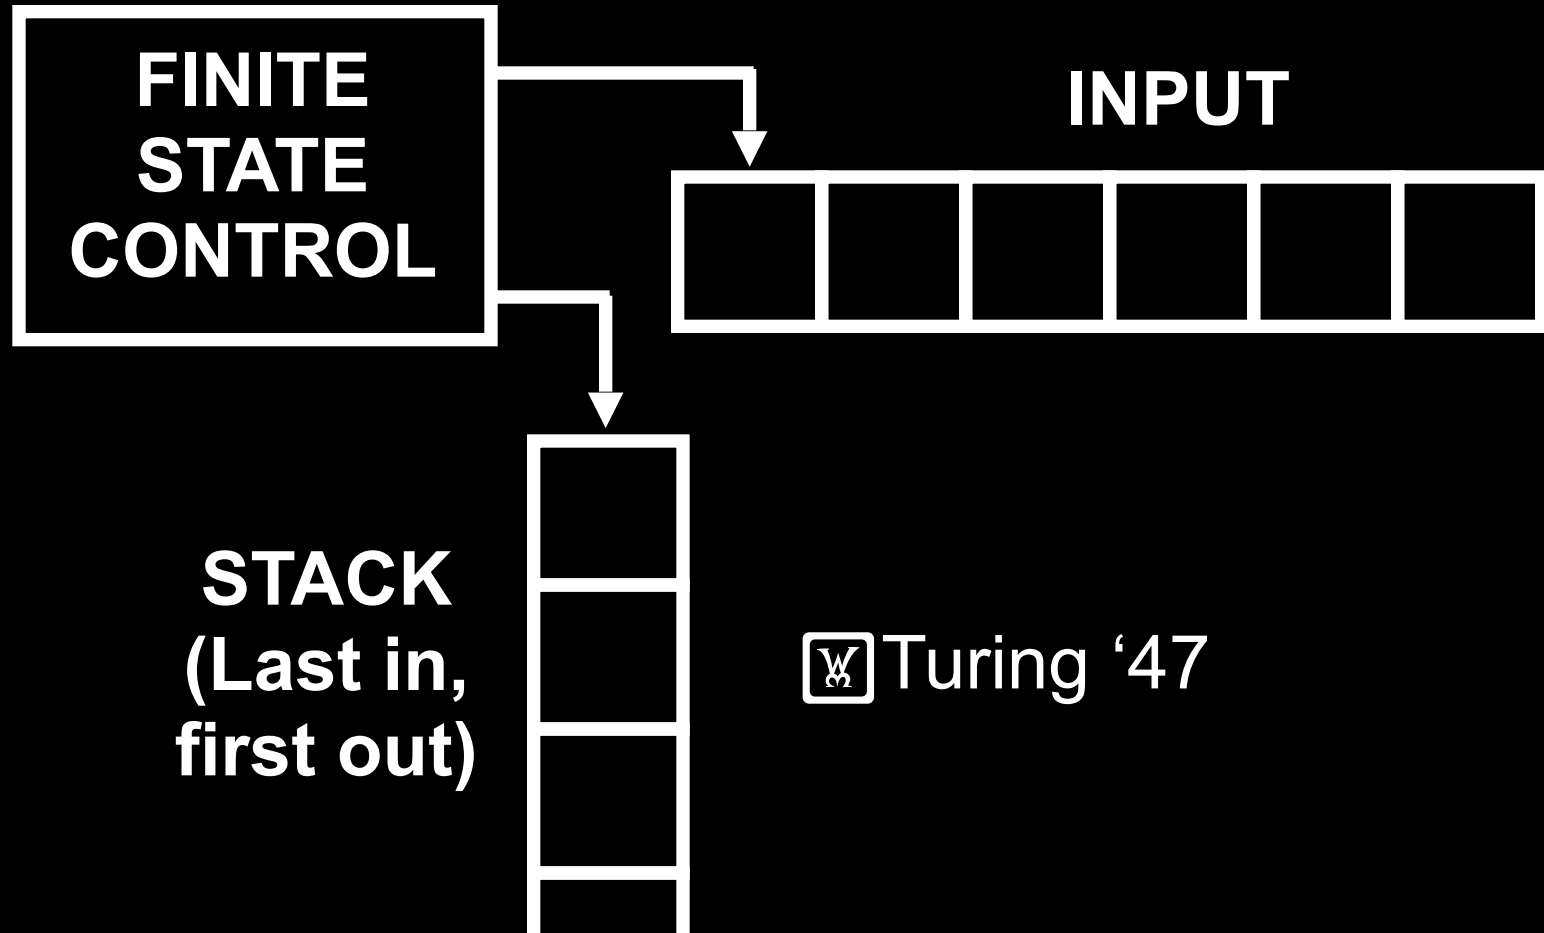 FINITE
STATE
CONTROL
INPUT
STACK
(Last in,
first out)
Turing ‘47